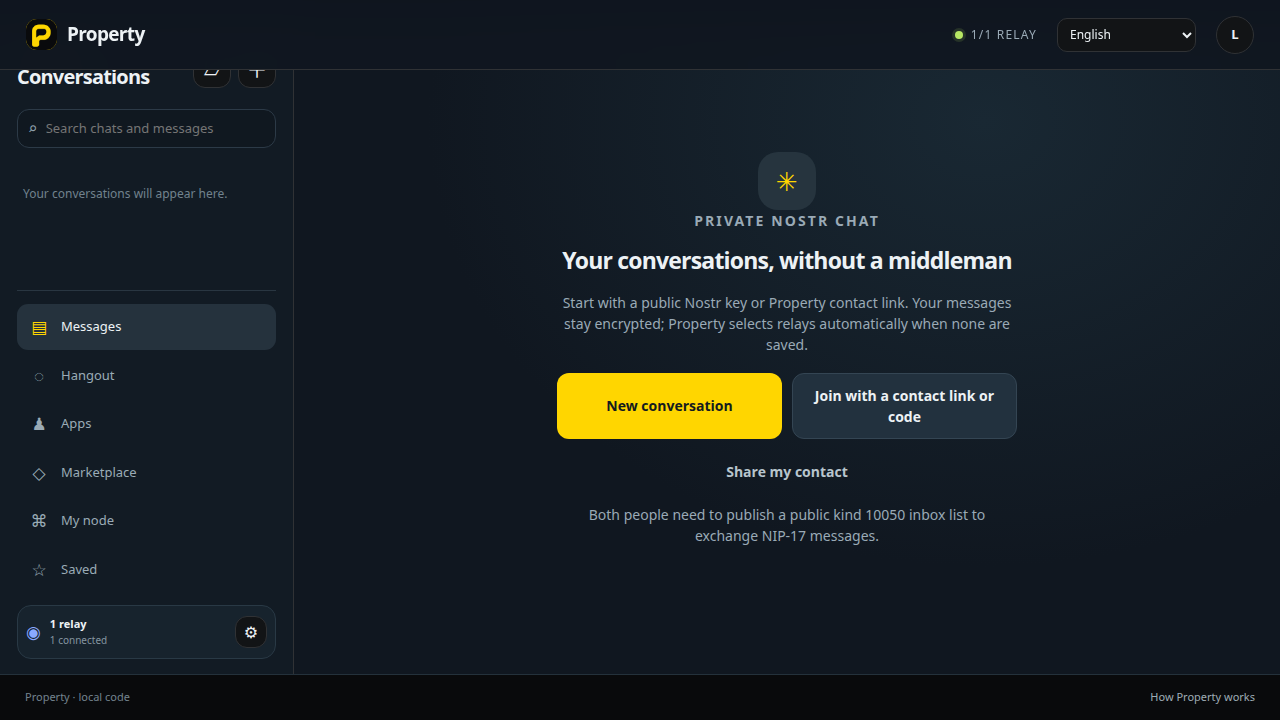 Property
1/1 RELAY
English
L
Conversations
Search chats and messages
Your conversations will appear here.
Messages
Hangout
Apps
Marketplace
My node
Saved
1 relay
1 connected
PRIVATE NOSTR CHAT
Your conversations, without a middleman
Start with a public Nostr key or Property contact link. Your messages
stay encrypted; Property selects relays automatically when none are
saved.
New conversation
Join with a contact link or
code
Share my contact
Both people need to publish a public kind 10050 inbox list to
exchange NIP-17 messages.
Property · local code
How Property works